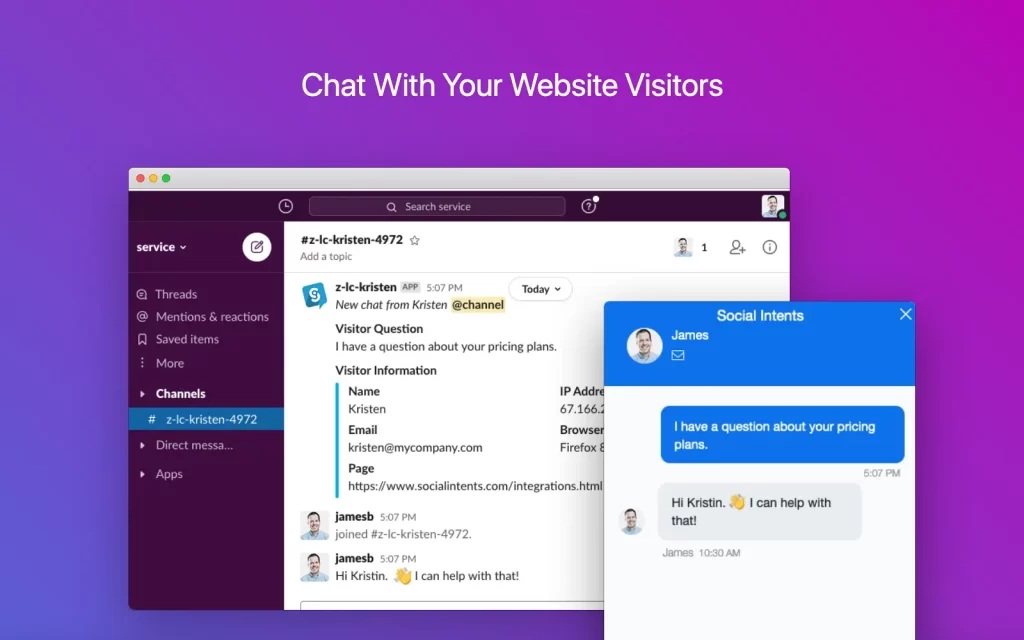 Chat With Your Website Visitors
Search service
service
Threads
Mentions & reactions
Saved items
More
Channels
# z-lc-kristen-4972
Direct messa...
Apps
#z-lc-kristen-4972
Add a topic
1
z-lc-kristen APP 5:07 PM
Today
New chat from Kristen @channel
Visitor Question
I have a question about your pricing plans.
Visitor Information
Name
Kristen
IP Addre
67.166.2
Email
kristen@mycompany.com
Browser
Firefox 8
Page
https://www.socialintents.com/integrations.html
jamesb 5:07 PM
joined #z-lc-kristen-4972.
jamesb 5:07 PM
Hi Kristin. 👋 I can help with that!
Social Intents
James
I have a question about your pricing
plans.
5:07 PM
Hi Kristin. 👋 I can help with
that!
James 10:30 AM